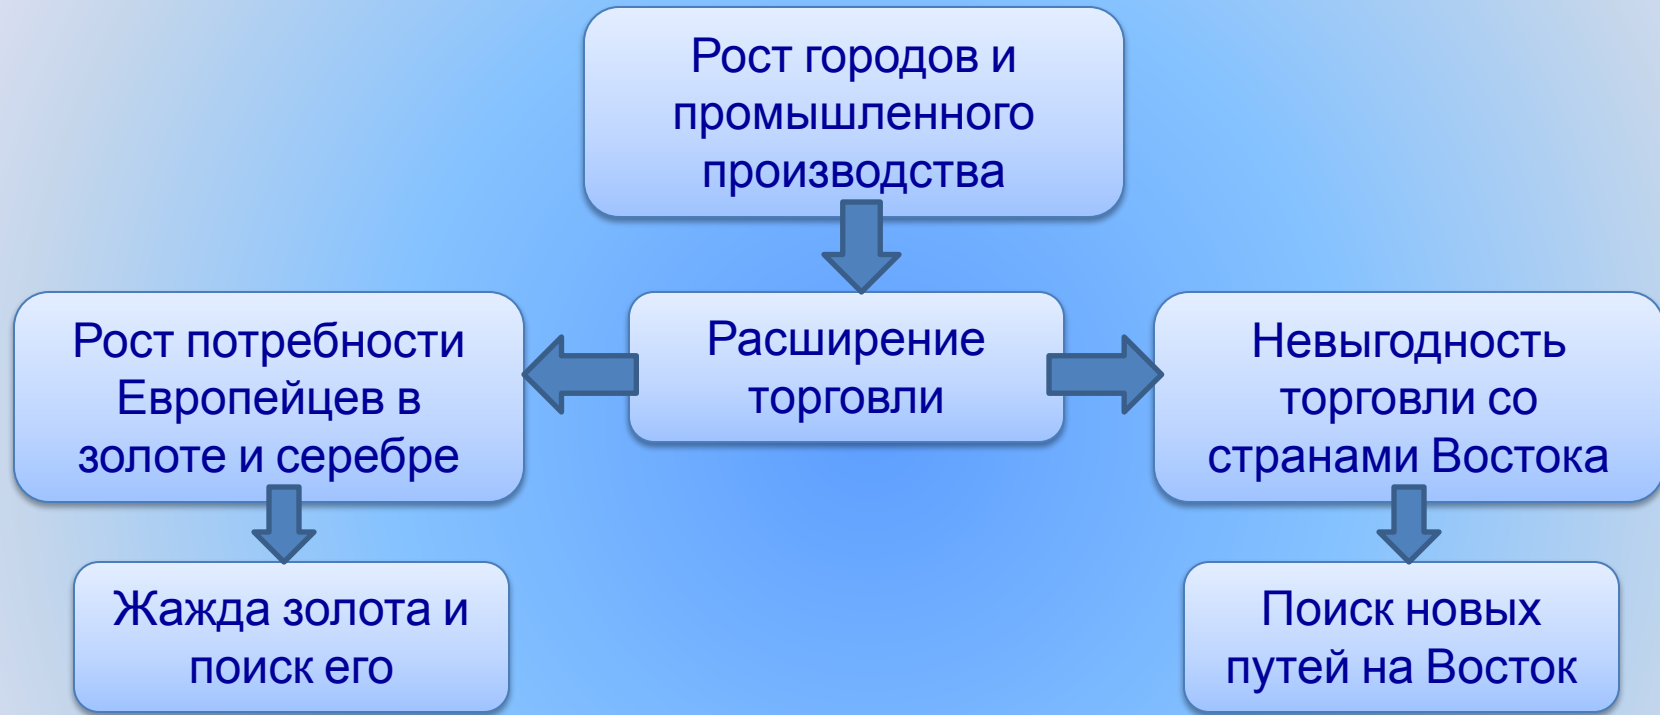 Рост городов и
промышленного
производства
Рост потребности
Европейцев в
золоте и серебре
Расширение
торговли
Невыгодность
торговли со
странами Востока
Жажда золота и
поиск его
Поиск новых
путей на Восток